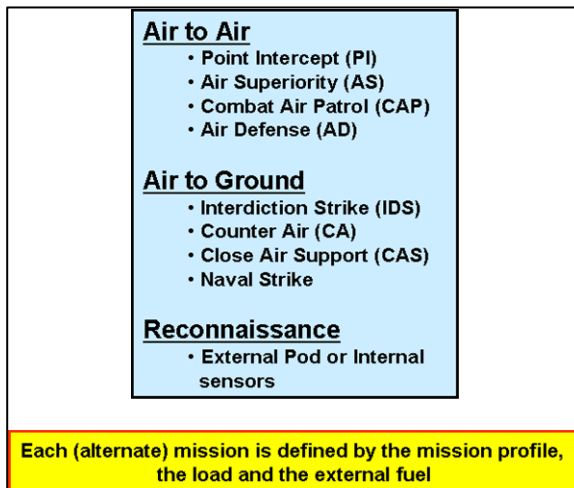 Air to Air
• Point Intercept (PI)
• Air Superiority (AS)
• Combat Air Patrol (CAP)
• Air Defense (AD)
Air to Ground
• Interdiction Strike (IDS)
• Counter Air (CA)
• Close Air Support (CAS)
• Naval Strike
Reconnaissance
• External Pod or Internal
sensors
Each (alternate) mission is defined by the mission profile,
the load and the external fuel